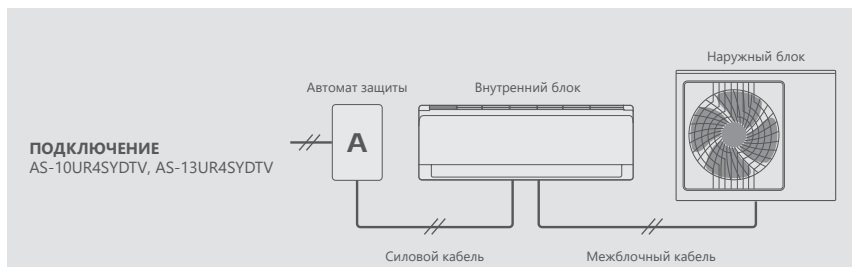 Наружный блок
Автомат защиты
Внутренний блок
ПОДКЛЮЧЕНИЕ
AS-10UR4SYDTV, AS-13UR4SYDTV
A
Силовой кабель
Межблочный кабель